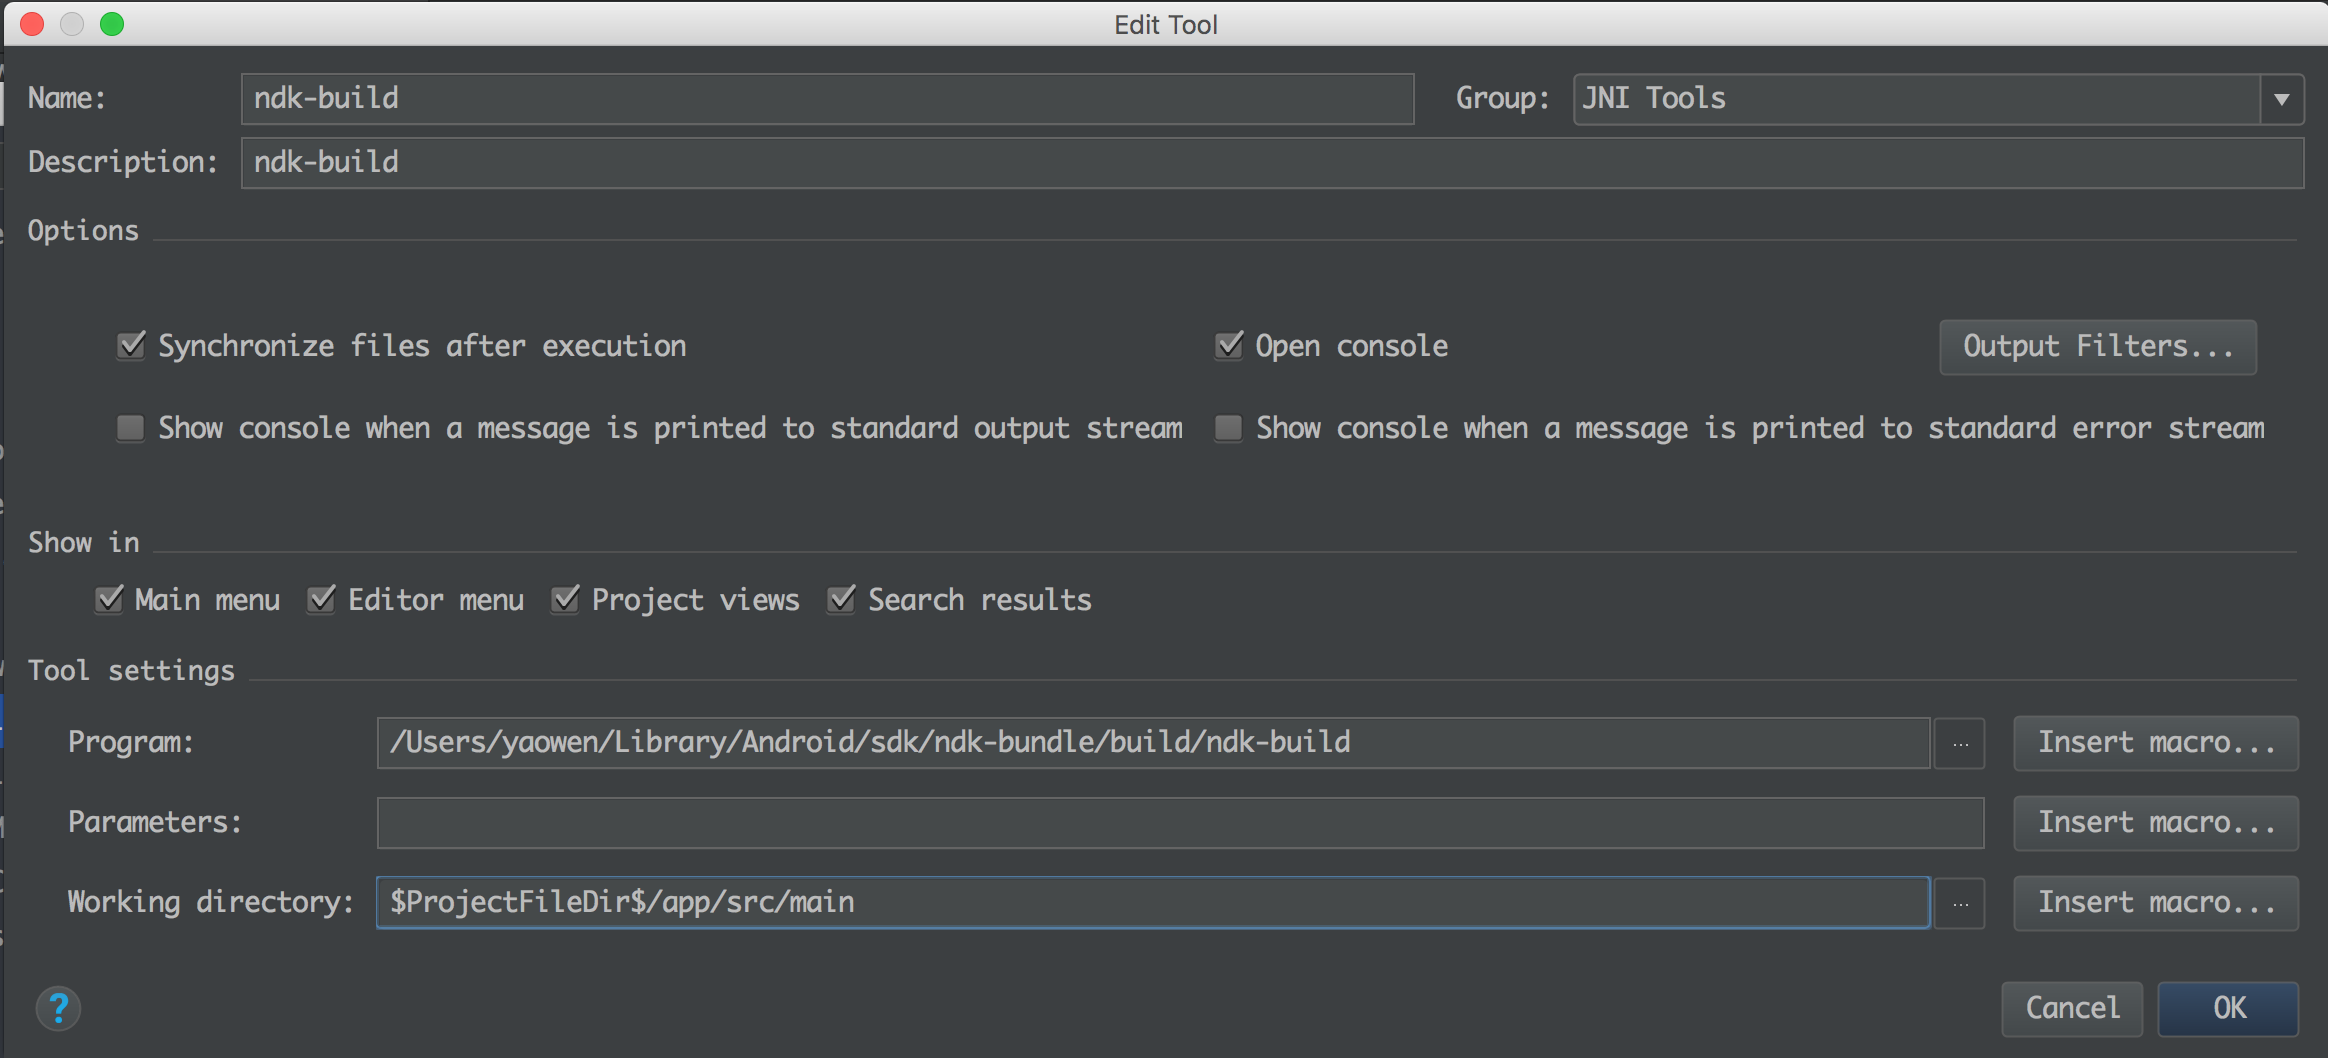 Edit Tool
Name: ndk-build Group: JNI Tools
Description: ndk-build
Options
Synchronize files after execution Open console Output Filters...
Show console when a message is printed to standard output stream Show console when a message is printed to standard error stream
Show in
Main menu Editor menu Project views Search results
Tool settings
Program: /Users/yaowen/Library/Android/sdk/ndk-bundle/build/ndk-build ... Insert macro...
Parameters: Insert macro...
Working directory: $ProjectFileDir$/app/src/main ... Insert macro...
? Cancel OK